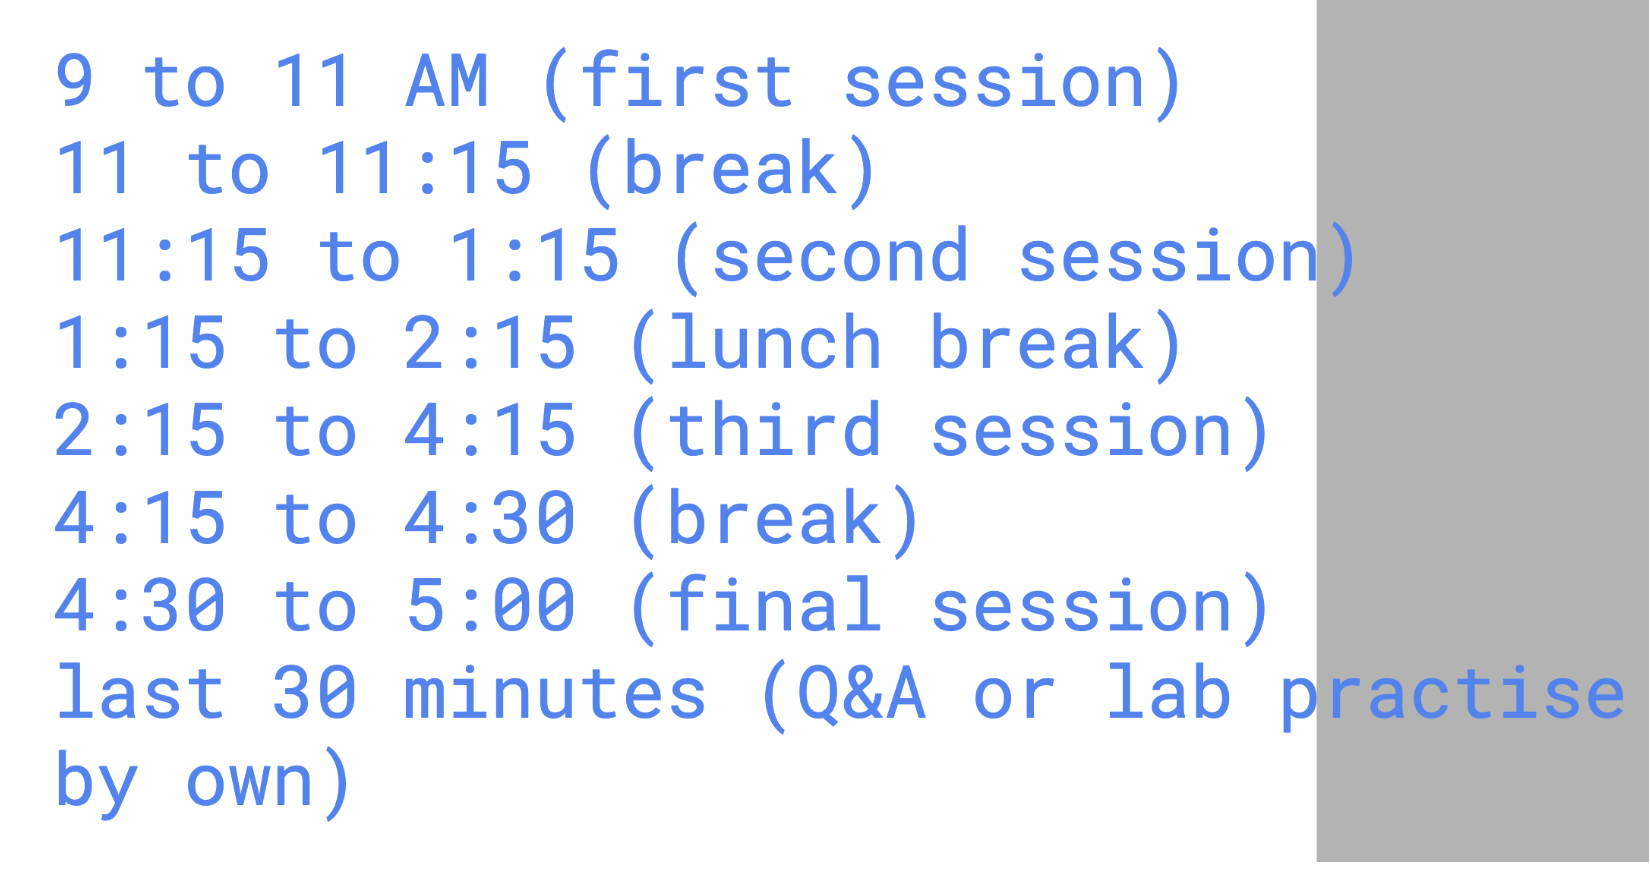 9 to 11 AM (first session)
11 to 11:15 (break)
11:15 to 1:15 (second session)
1:15 to 2:15 (lunch break)
2:15 to 4:15 (third session)
4:15 to 4:30 (break)
4:30 to 5:00 (final session)
last 30 minutes (Q&A or lab practise
by own)